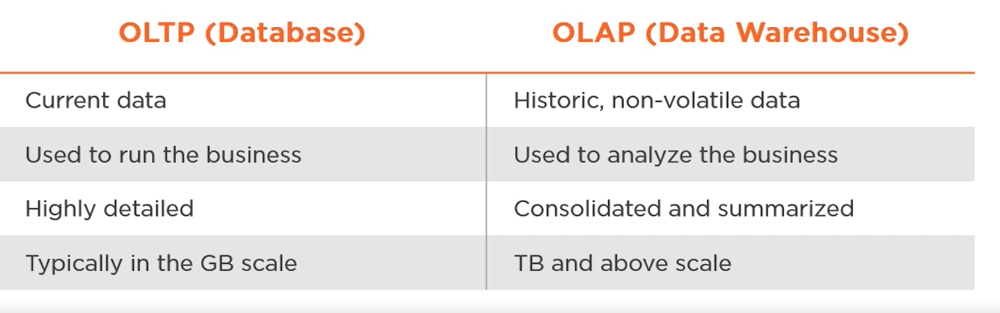 OLTP (Database) OLAP (Data Warehouse)
Current data Historic, non-volatile data
Used to run the business Used to analyze the business
Highly detailed Consolidated and summarized
Typically in the GB scale TB and above scale